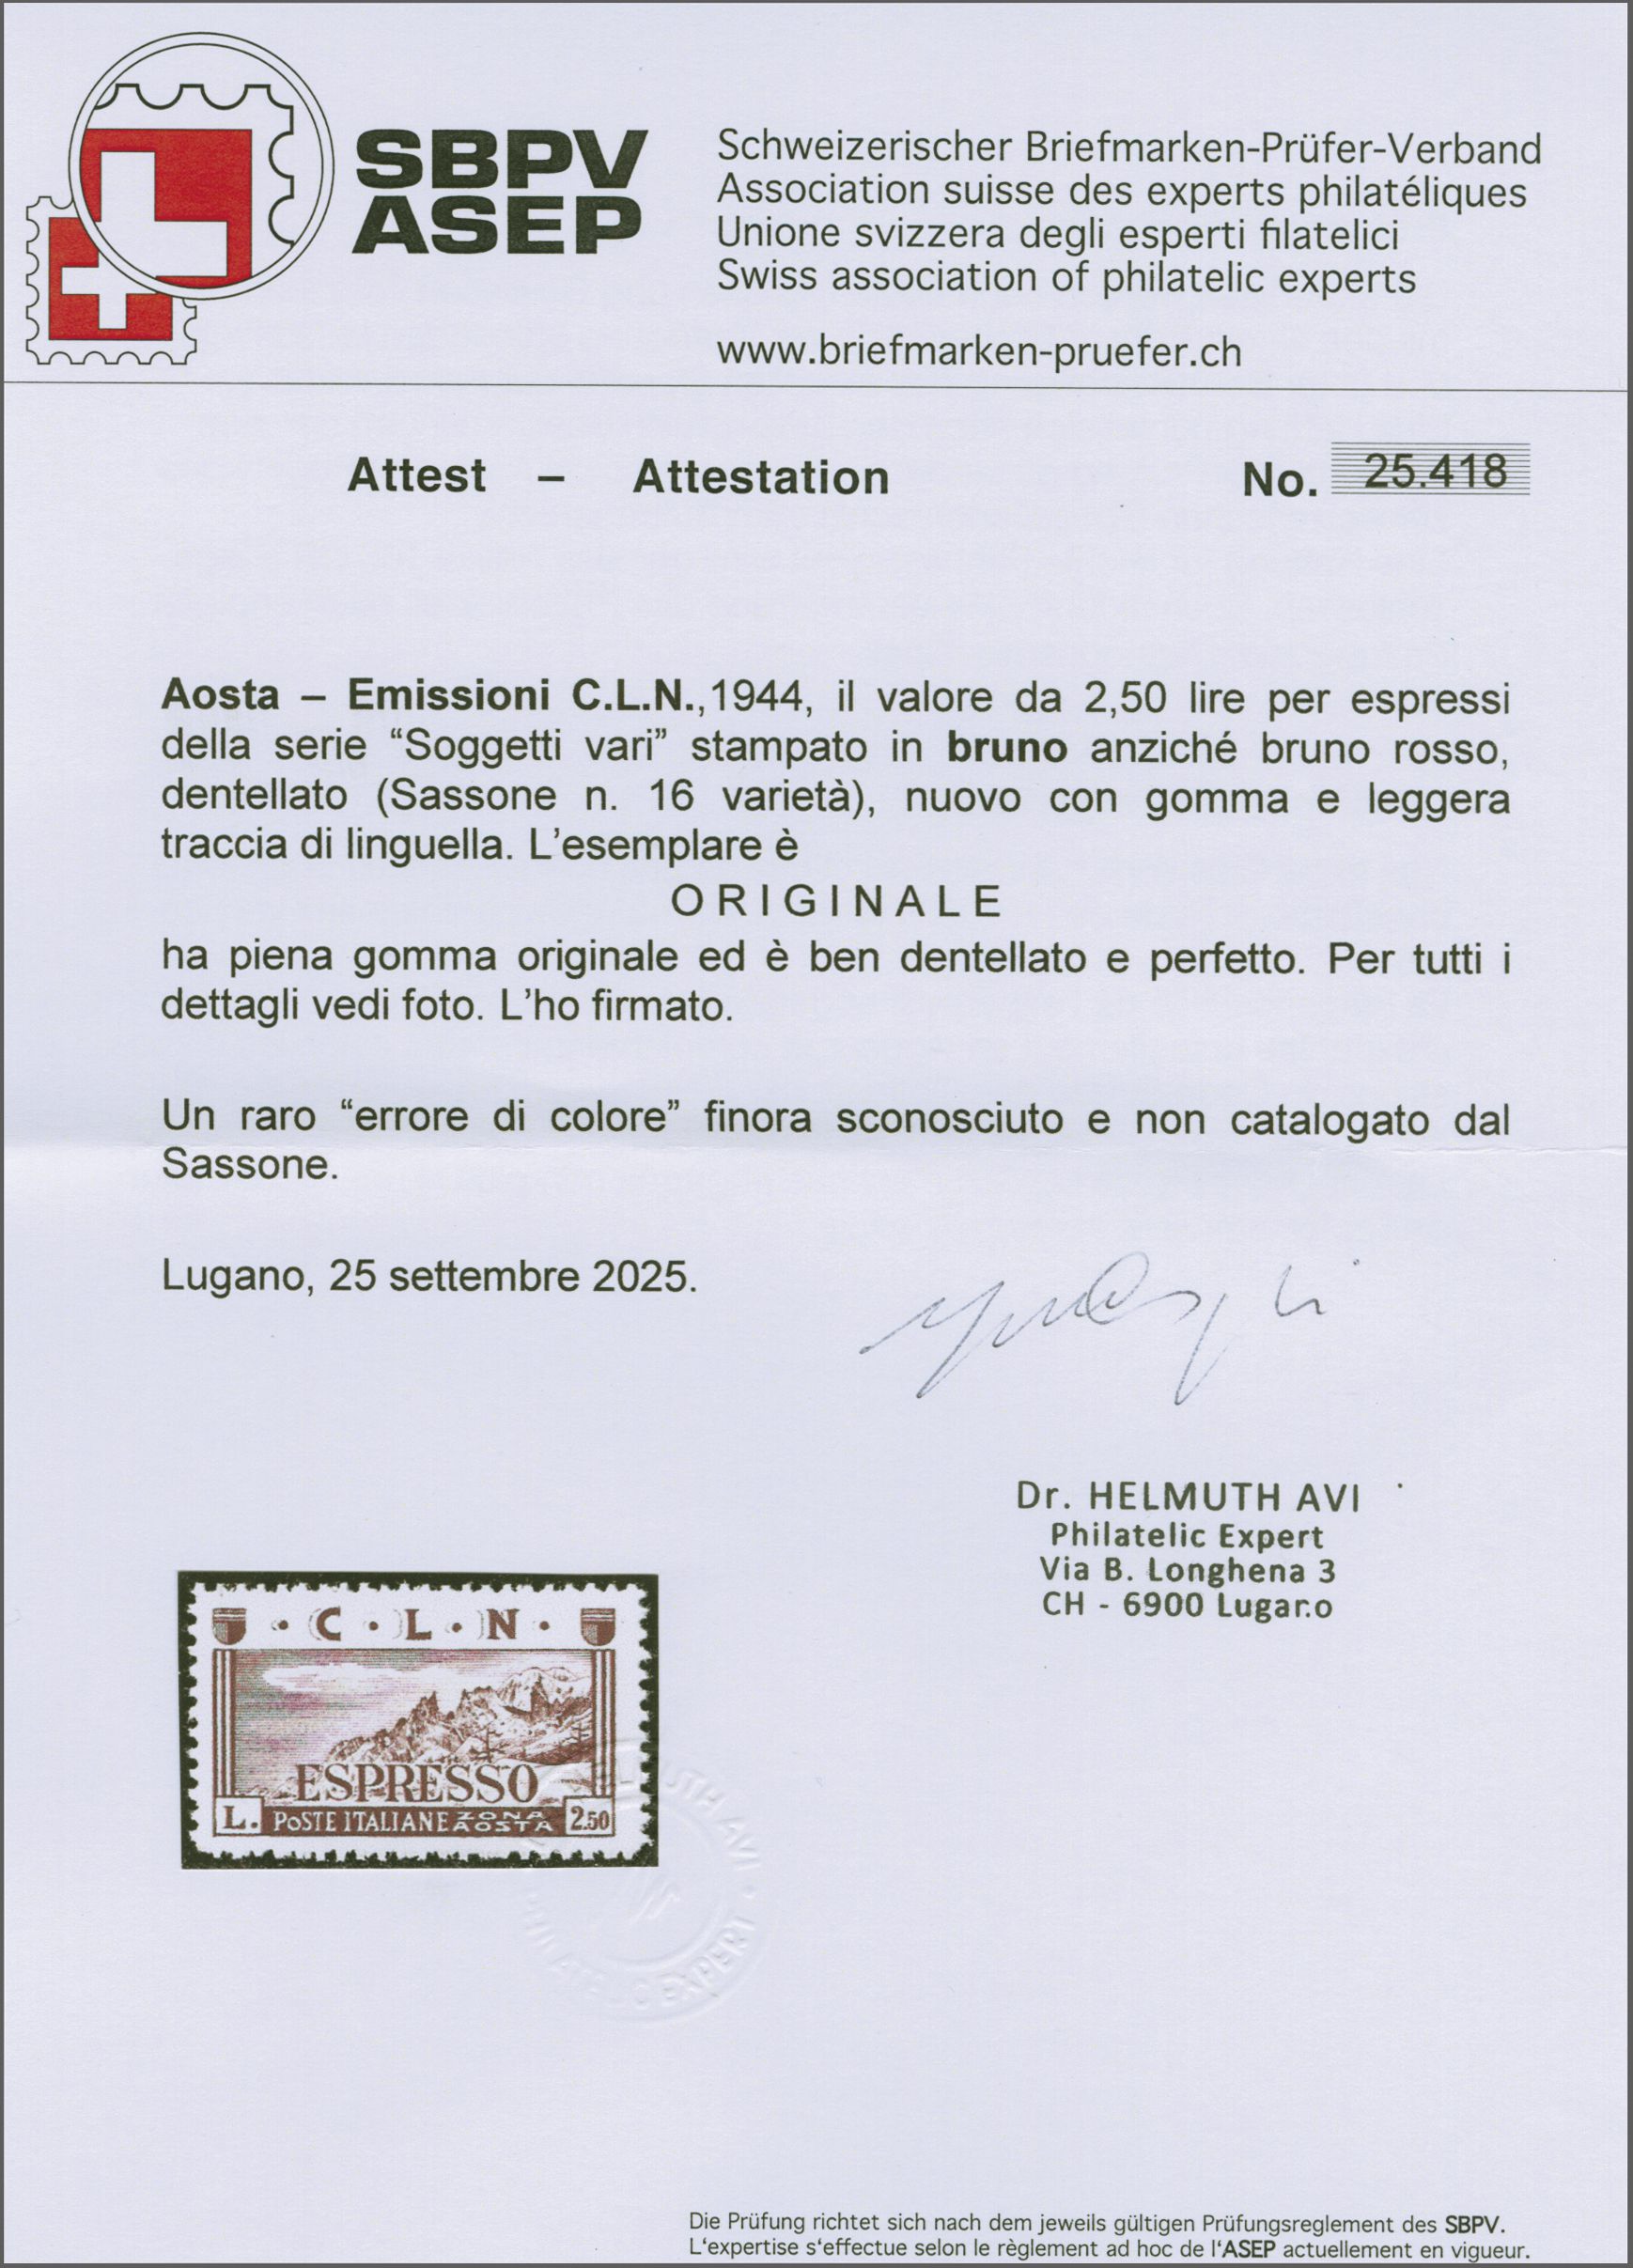 SBPV
ASEP
Schweizerischer Briefmarken-Prüfer-Verband
Association suisse des experts philatéliques
Unione svizzera degli esperti filatelici
Swiss association of philatelic experts
www.briefmarken-pruefer.ch
Attest – Attestation No. 25.418
Aosta – Emissioni C.L.N.,1944, il valore da 2,50 lire per espressi
della serie “Soggetti vari” stampato in bruno anziché bruno rosso,
dentellato (Sassone n. 16 varietà), nuovo con gomma e leggera
traccia di linguella. L’esemplare è
ORIGINALE
ha piena gomma originale ed è ben dentellato e perfetto. Per tutti i
dettagli vedi foto. L’ho firmato.
Un raro “errore di colore” finora sconosciuto e non catalogato dal
Sassone.
Lugano, 25 settembre 2025.
Dr. HELMUTH AVI
Philatelic Expert
Via B. Longhena 3
CH - 6900 Lugano
· C · L · N ·
ESPRESSO
L. POSTE ITALIANE ZONA AOSTA 2.50
HELMUTH AVI · PHILATELIC EXPERT
Die Prüfung richtet sich nach dem jeweils gültigen Prüfungsreglement des SBPV.
L‘expertise s‘effectue selon le règlement ad hoc de l‘ASEP actuellement en vigueur.